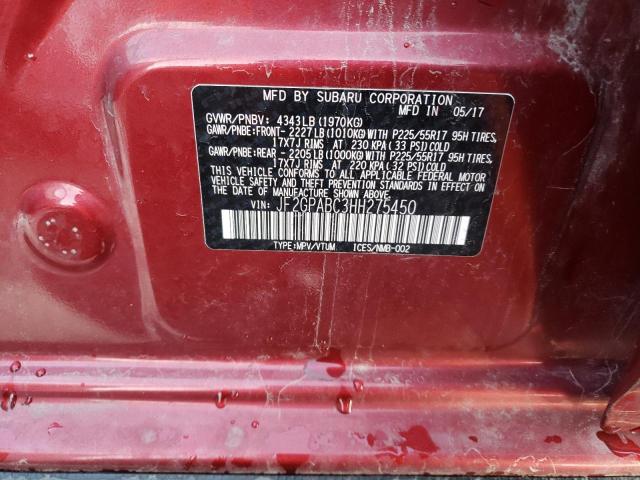 MFD BY SUBARU CORPORATION
MFD IN 05/17
GVWR/PNBV: 4343LB(1970KG)
GAWR/PNBE:FRONT- 2227LB(1010KG)WITH P225/55R17 95H TIRES,
17X7J RIMS AT 230 KPA(33 PSI)COLD
GAWR/PNBE:REAR - 2205LB(1000KG)WITH P225/55R17 95H TIRES,
17X7J RIMS AT 220 KPA(32 PSI)COLD
THIS VEHICLE CONFORMS TO ALL APPLICABLE FEDERAL MOTOR
VEHICLE SAFETY AND THEFT PREVENTION STANDARDS IN EFFECT
ON THE DATE OF MANUFACTURE SHOWN ABOVE.
VIN: JF2GPABC3HH275450
TYPE:MPV/VTUM ICES/NMB-002